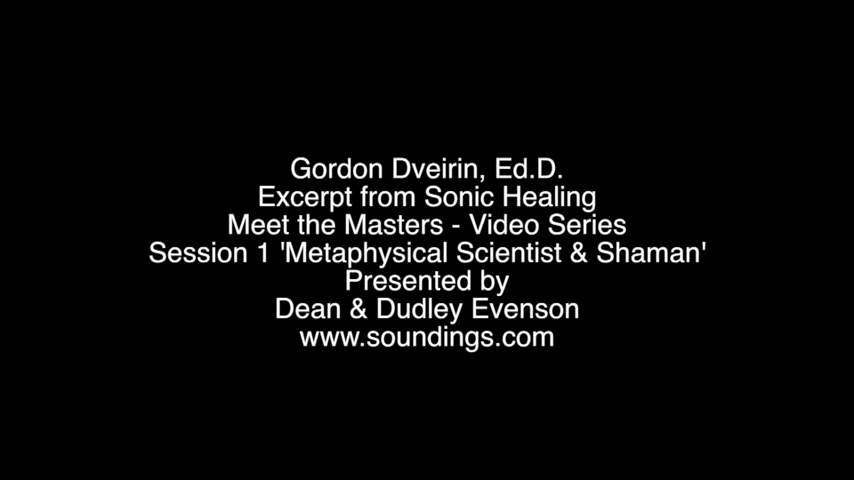 Gordon Dveirin, Ed.D.
Excerpt from Sonic Healing
Meet the Masters - Video Series
Session 1 'Metaphysical Scientist & Shaman'
Presented by
Dean & Dudley Evenson
www.soundings.com